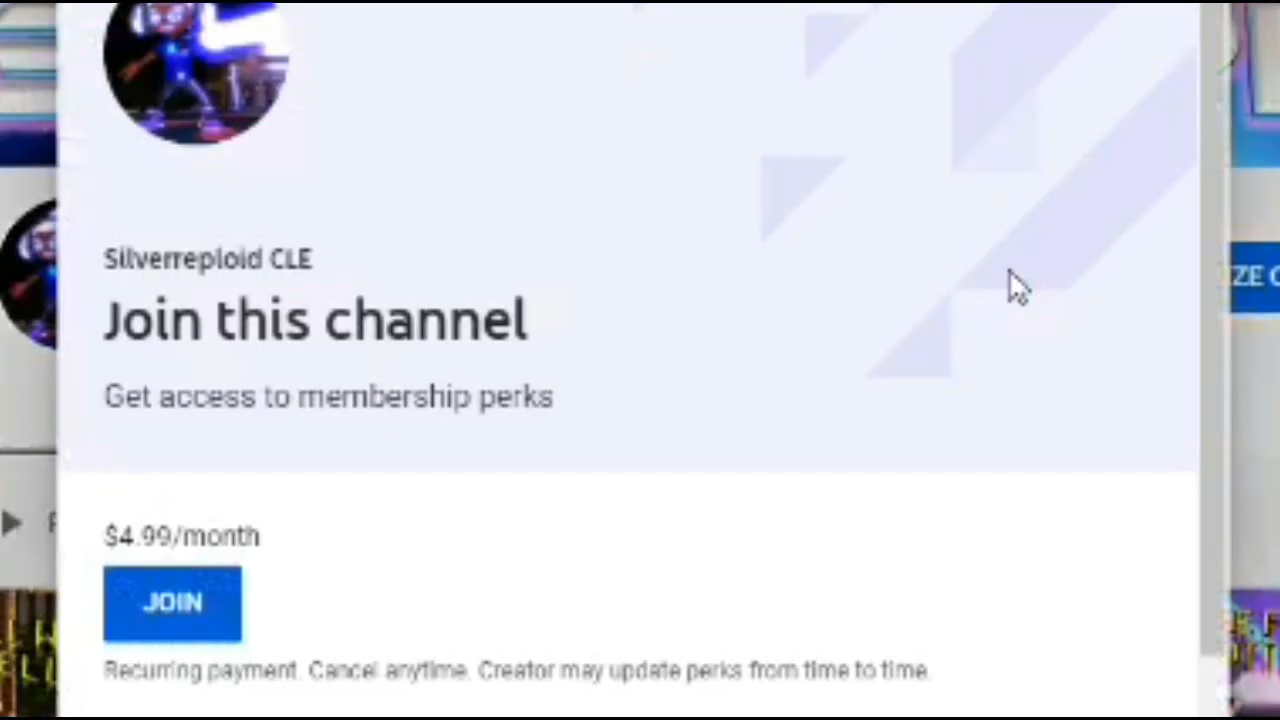 Silverreploid CLE
Join this channel
Get access to membership perks
ZE C
$4.99/month
JOIN
Recurring payment. Cancel anytime. Creator may update perks from time to time.